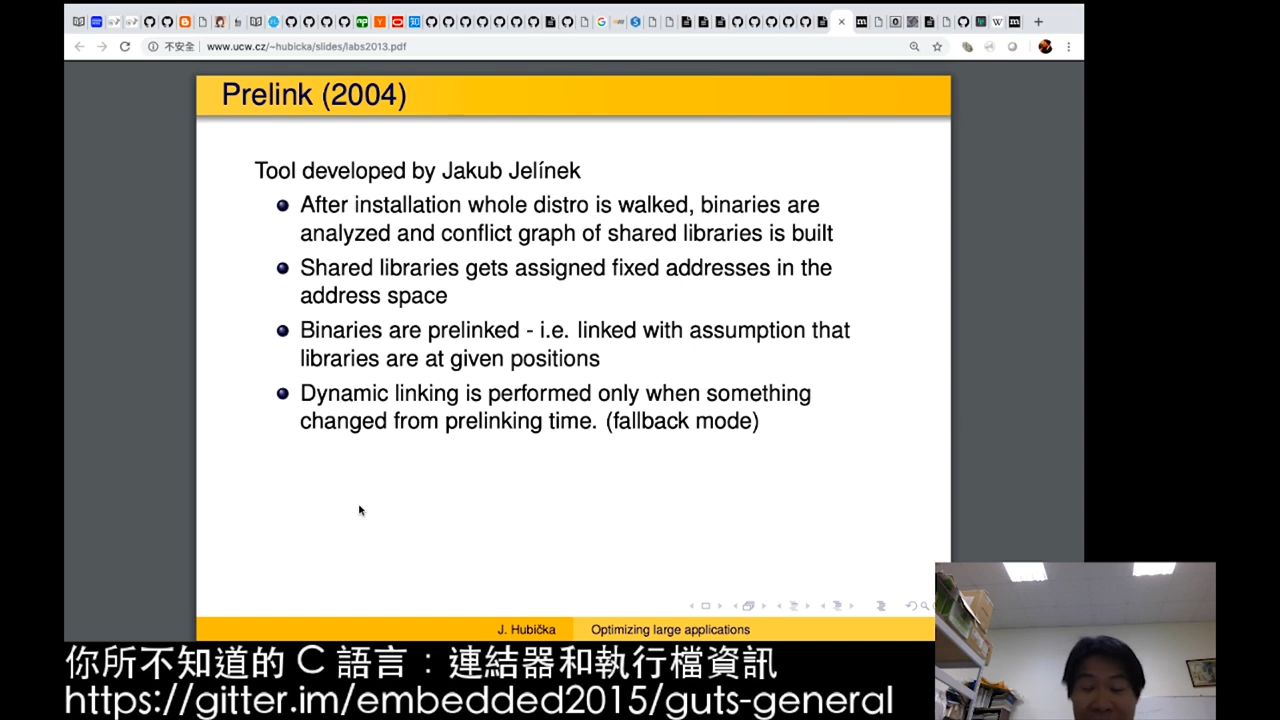 不安全
www.ucw.cz/~hubicka/slides/labs2013.pdf
Prelink (2004)
Tool developed by Jakub Jelínek
After installation whole distro is walked, binaries are
analyzed and conflict graph of shared libraries is built
Shared libraries gets assigned fixed addresses in the
address space
Binaries are prelinked - i.e. linked with assumption that
libraries are at given positions
Dynamic linking is performed only when something
changed from prelinking time. (fallback mode)
J. Hubička
Optimizing large applications
你所不知道的 C 語言：連結器和執行檔資訊
https://gitter.im/embedded2015/guts-general